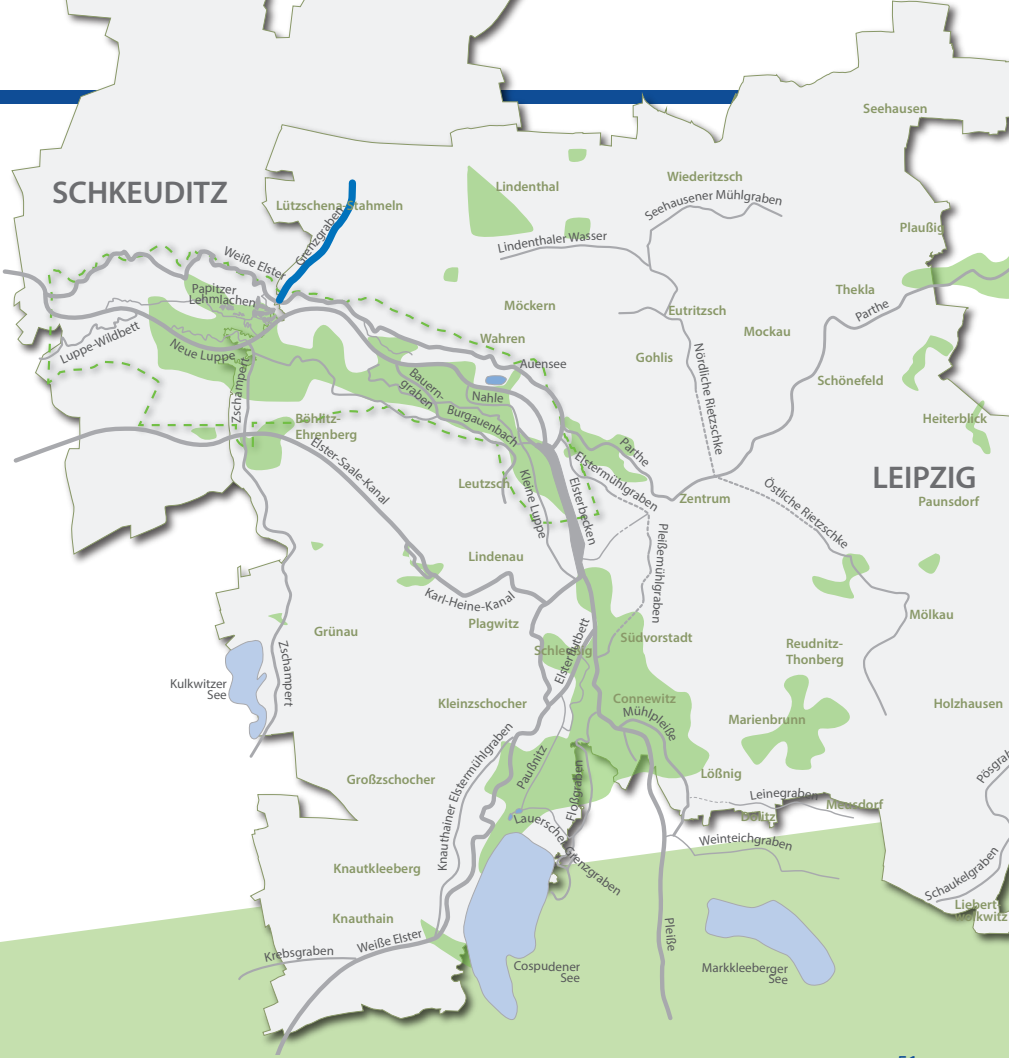 Seehausen
SCHKEUDITZ
Lindenthal
Wiederitzsch
Seehausener Mühlgraben
Lützschena-Stahmeln
Grenzgraben
Lindenthaler Wasser
Plaußig
Weiße Elster
Papitzer
Lehmlachen
Thekla
Parthe
Möckern
Eutritzsch
Mockau
Luppe-Wildbett
Neue Luppe
Wahren
Gohlis
Nördliche Rietzschke
Auensee
Zschampert
Bauern-
graben
Nahle
Burgauenbach
Schönefeld
Heiterblick
Böhlitz-
Ehrenberg
Elster-Saale-Kanal
Parthe
Elstermühlgraben
LEIPZIG
Leutzsch
Kleine Luppe
Elsterbecken
Zentrum
Östliche Rietzschke
Paunsdorf
Pleißemühlgraben
Lindenau
Karl-Heine-Kanal
Plagwitz
Mölkau
Grünau
Zschampert
Schleußig
Elsterflutbett
Südvorstadt
Reudnitz-
Thonberg
Kulkwitzer
See
Kleinzschocher
Connewitz
Mühlpleiße
Marienbrunn
Holzhausen
Knauthainer Elstermühlgraben
Paußnitz
Floßgraben
Großzschocher
Lößnig
Pösgra
Leinegraben
Meusdorf
Dölitz
Lauerscher Grenzgraben
Weinteichgraben
Knautkleeberg
Schaukelgraben
Liebert-
wolkwitz
Knauthain
Weiße Elster
Krebsgraben
Pleiße
Cospudener
See
Markkleeberger
See